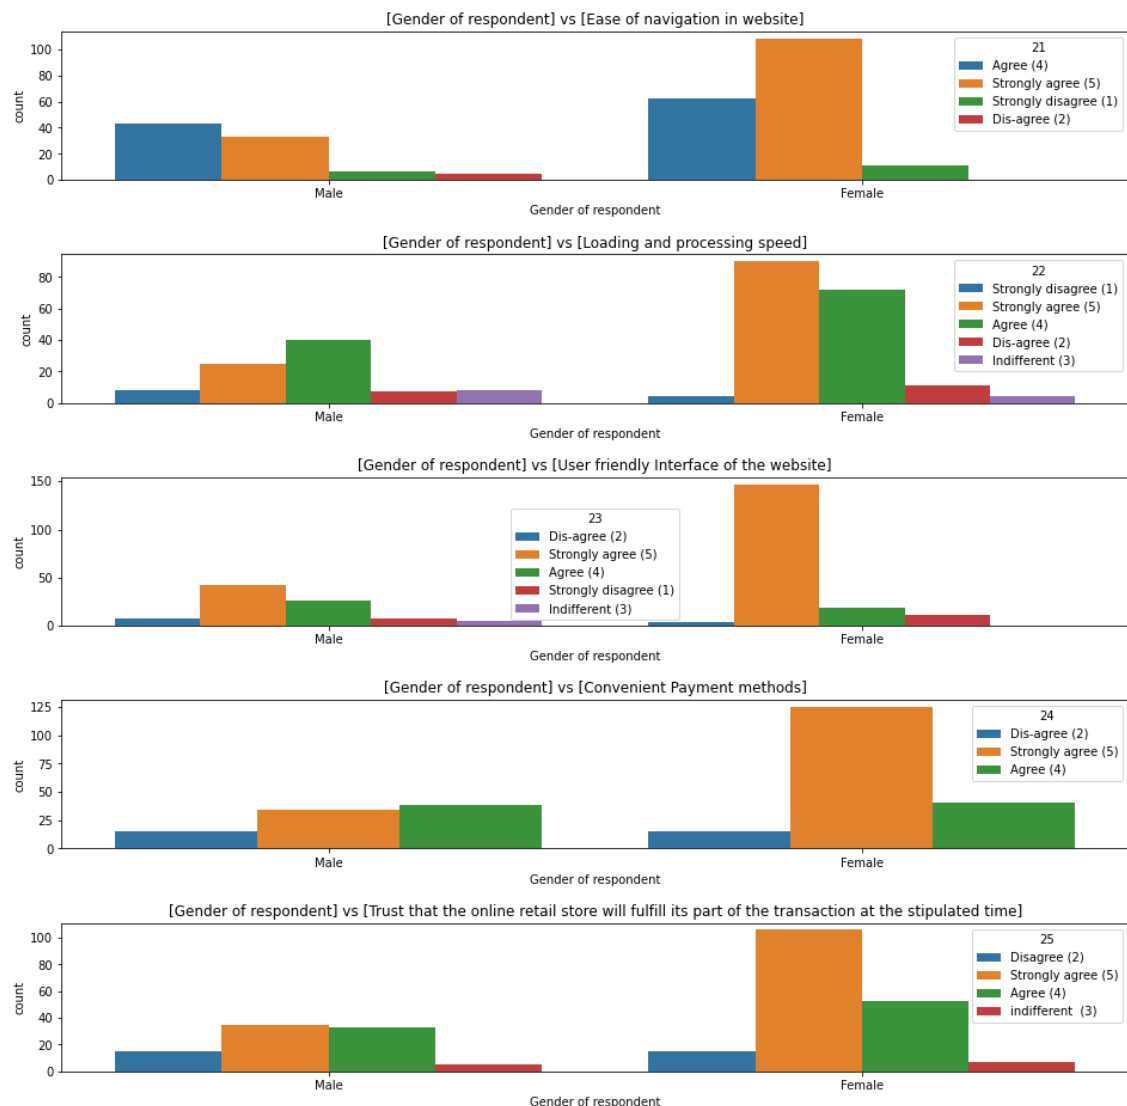 [Gender of respondent] vs [Ease of navigation in website]
100
80
60
40
20
0
count
21
Agree (4)
Strongly agree (5)
Strongly disagree (1)
Dis-agree (2)
Male
Female
Gender of respondent
[Gender of respondent] vs [Loading and processing speed]
80
60
40
20
0
count
22
Strongly disagree (1)
Strongly agree (5)
Agree (4)
Dis-agree (2)
Indifferent (3)
Male
Female
Gender of respondent
[Gender of respondent] vs [User friendly Interface of the website]
150
100
50
0
count
23
Dis-agree (2)
Strongly agree (5)
Agree (4)
Strongly disagree (1)
Indifferent (3)
Male
Female
Gender of respondent
[Gender of respondent] vs [Convenient Payment methods]
125
100
75
50
25
0
count
24
Dis-agree (2)
Strongly agree (5)
Agree (4)
Male
Female
Gender of respondent
[Gender of respondent] vs [Trust that the online retail store will fulfill its part of the transaction at the stipulated time]
100
80
60
40
20
0
count
25
Disagree (2)
Strongly agree (5)
Agree (4)
indifferent  (3)
Male
Female
Gender of respondent